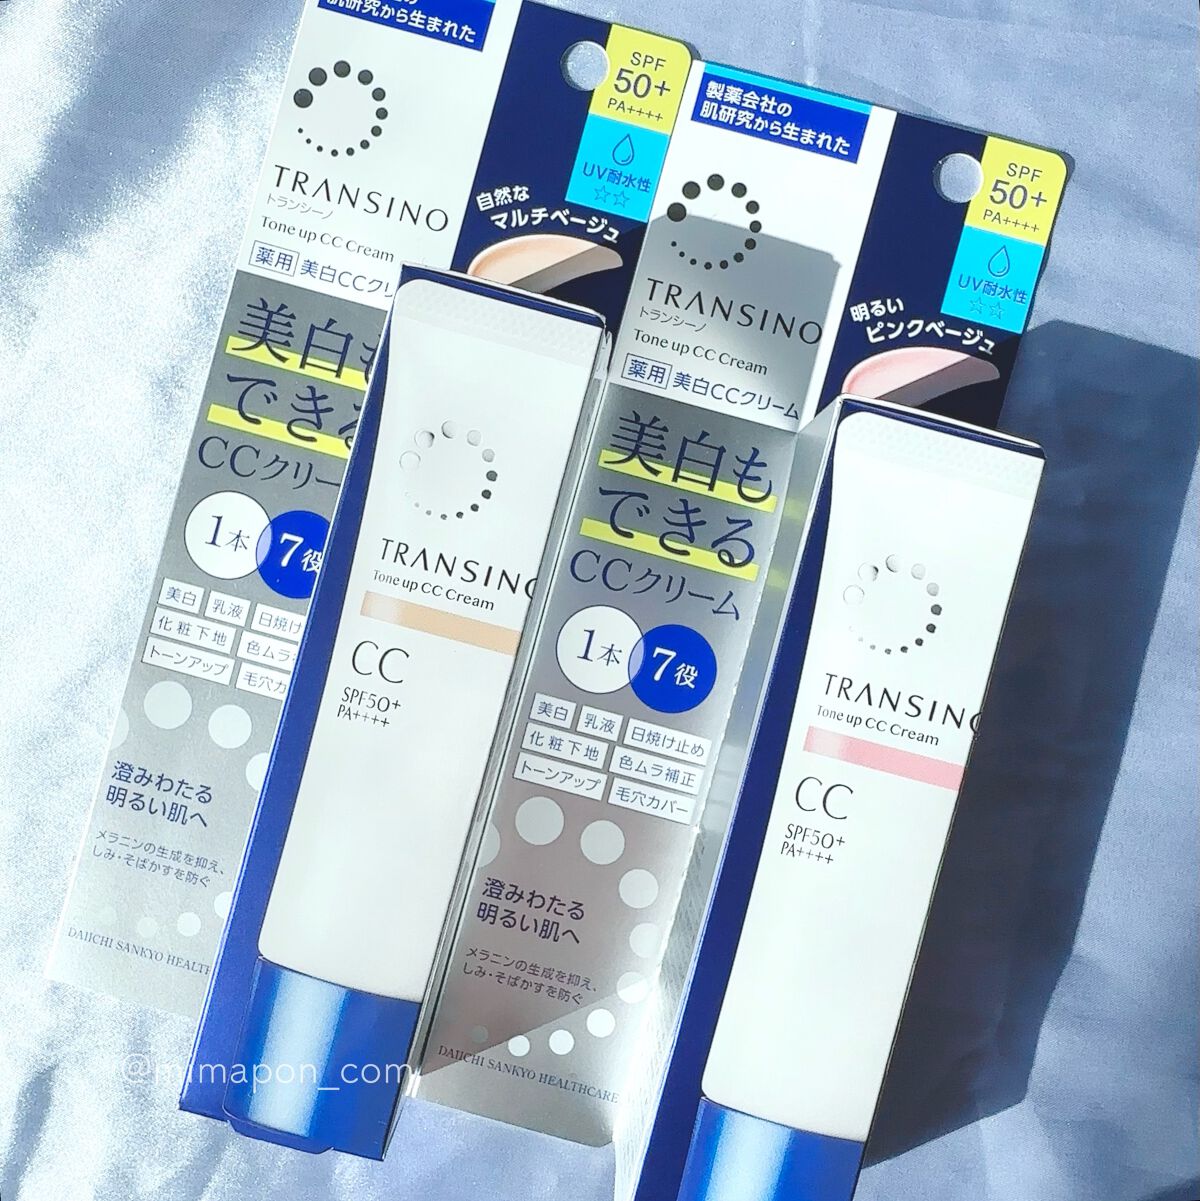 肌研究から生まれた
SPF
50+
PA++++
UV耐水性
☆☆
TRANSINO
トランシーノ
Tone up CC Cream
薬用 美白CCクリ
自然な
マルチベージュ
美白も
できる
CCクリー
1本 7役
美白 乳液 日焼け
化粧下地 色ムラ
トーンアップ 毛穴カ
澄みわたる
明るい肌へ
メラニンの生成を抑え、
しみ・そばかすを防ぐ
DAIICHI SANKYO HEALTH
TRANSINO
Tone up CC Cream
CC
SPF50+
PA++++
製薬会社の
肌研究から生まれた
SPF
50+
PA++++
UV耐水性
☆☆
TRANSINO
トランシーノ
Tone up CC Cream
薬用 美白CCクリーム
明るい
ピンクベージュ
美白も
できる
CCクリーム
1本 7役
美白 乳液 日焼け止め
化粧下地 色ムラ補正
トーンアップ 毛穴カバー
澄みわたる
明るい肌へ
メラニンの生成を抑え、
しみ・そばかすを防ぐ
DAIICHI SANKYO HEALTHCARE
TRANSINO
Tone up CC Cream
CC
SPF50+
PA++++
@mimapon_com